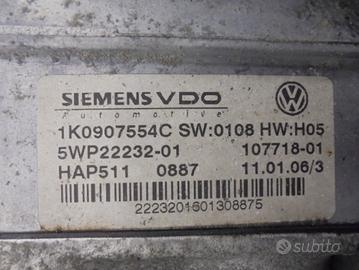 SIEMENS VDO
Automotive
1K0907554C SW:0108 HW:H05
5WP22232-01 107718-01
HAP511 0887 11.01.06/3
2223201601308875
subito